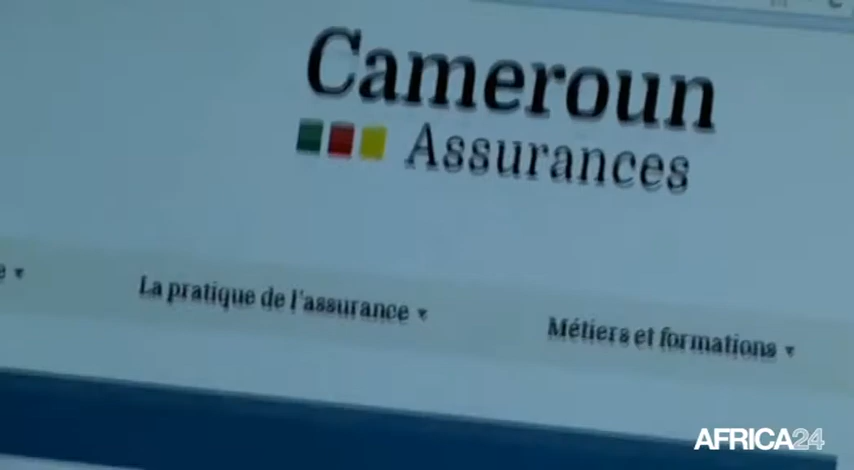 Cameroun
Assurances
e
La pratique de l'assurance
Métiers et formations
AFRICA24